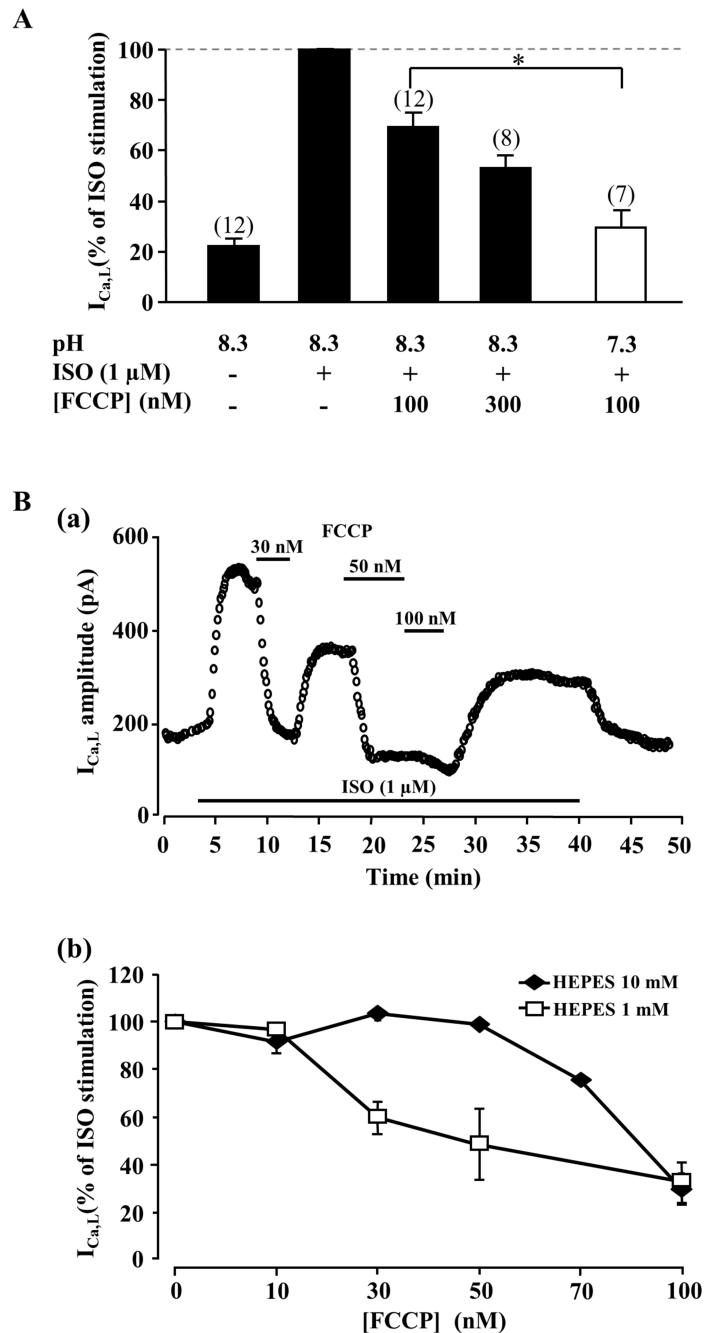 A
I_Ca,L (% of ISO stimulation)
100
80
60
40
20
0
*
(12)
(12)
(8)
(7)
pH 8.3 8.3 8.3 8.3 7.3
ISO (1 µM) - + + + +
[FCCP] (nM) - - 100 300 100
B
(a)
I_Ca,L amplitude (pA)
600
400
200
0
FCCP
30 nM
50 nM
100 nM
ISO (1 µM)
0 5 10 15 20 25 30 35 40 45 50
Time (min)
(b)
I_Ca,L (% of ISO stimulation)
120
100
80
60
40
20
0
HEPES 10 mM
HEPES 1 mM
0 10 30 50 70 100
[FCCP] (nM)